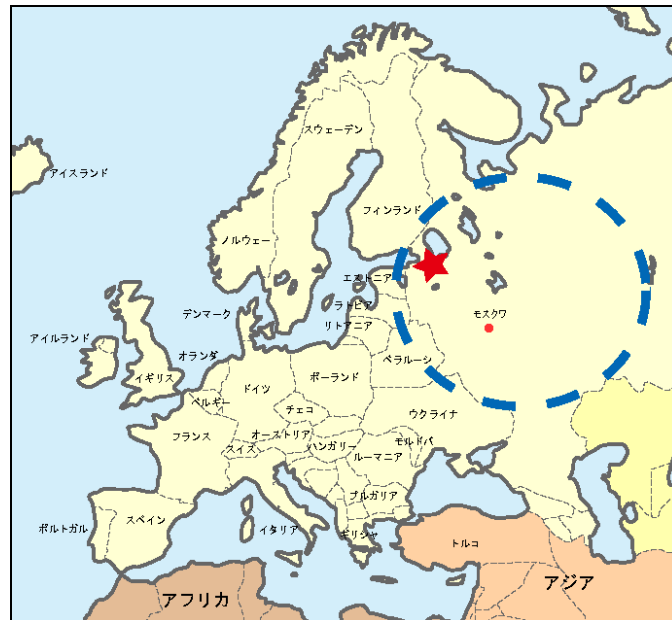 スウェーデン
アイスランド
フィンランド
ノルウェー
エストニア
ラトビア
デンマーク
リトアニア
モスクワ
アイルランド
オランダ
ベラルーシ
イギリス
ドイツ
ポーランド
ベルギー
チェコ
ウクライナ
フランス
オーストリア
モルドバ
スイズ
ハンガリー
ルーマニア
ブルガリア
ポルトガル
スペイン
イタリア
ギリシャ
トルコ
アジア
アフリカ